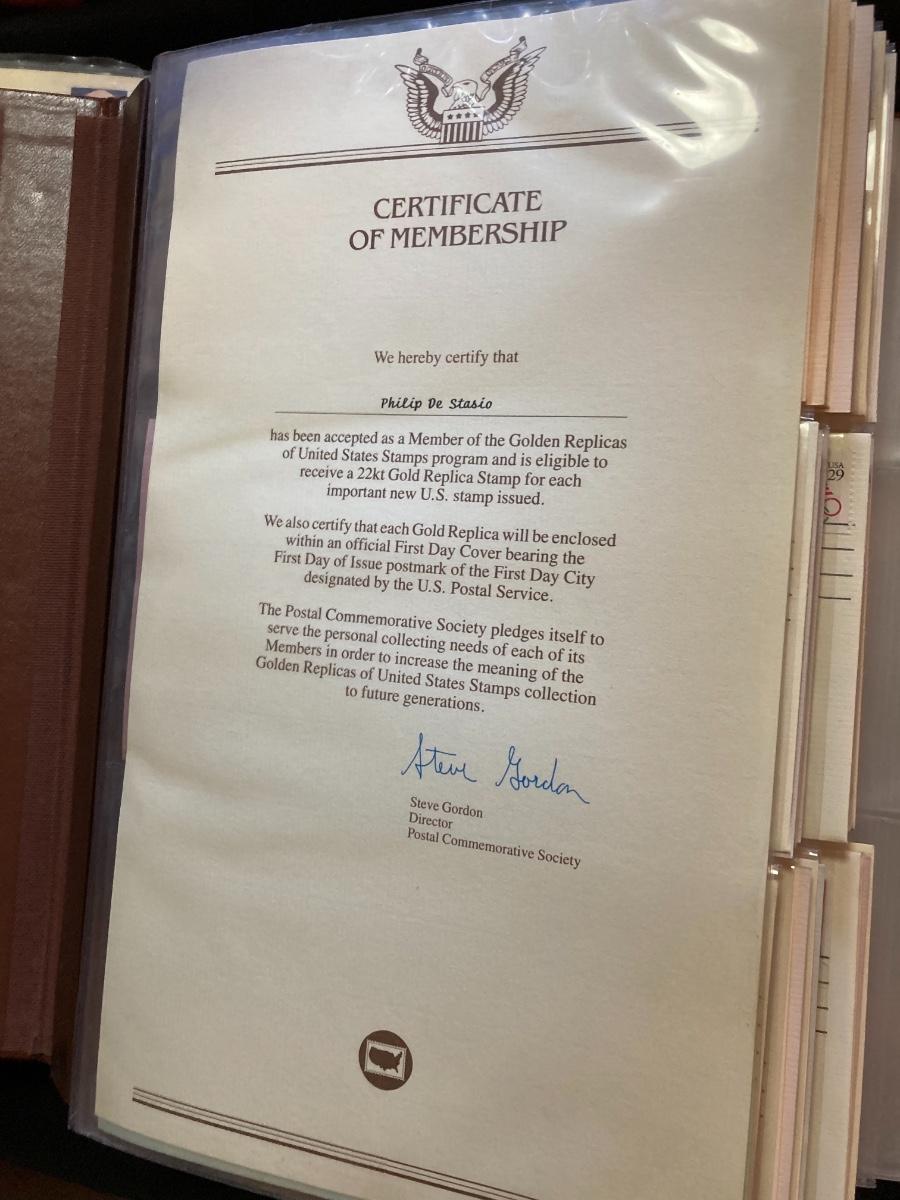 CERTIFICATE
OF MEMBERSHIP
We hereby certify that
Philip De Stasio
has been accepted as a Member of the Golden Replicas
of United States Stamps program and is eligible to
receive a 22kt Gold Replica Stamp for each
important new U.S. stamp issued.
We also certify that each Gold Replica will be enclosed
within an official First Day Cover bearing the
First Day of Issue postmark of the First Day City
designated by the U.S. Postal Service.
The Postal Commemorative Society pledges itself to
serve the personal collecting needs of each of its
Members in order to increase the meaning of the
Golden Replicas of United States Stamps collection
to future generations.
Steve Gordon
Steve Gordon
Director
Postal Commemorative Society
USA
29